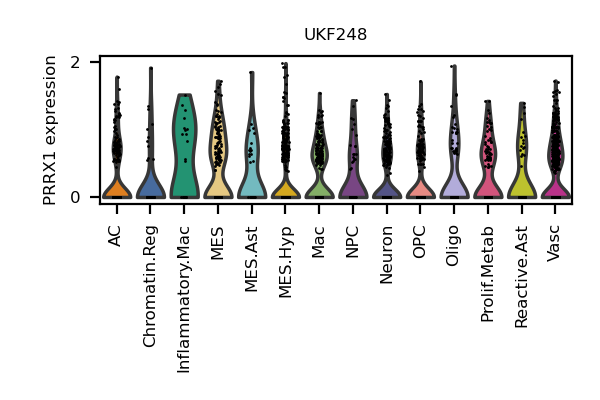 UKF248
PRRX1 expression
2
0
AC
Chromatin.Reg
Inflammatory.Mac
MES
MES.Ast
MES.Hyp
Mac
NPC
Neuron
OPC
Oligo
Prolif.Metab
Reactive.Ast
Vasc